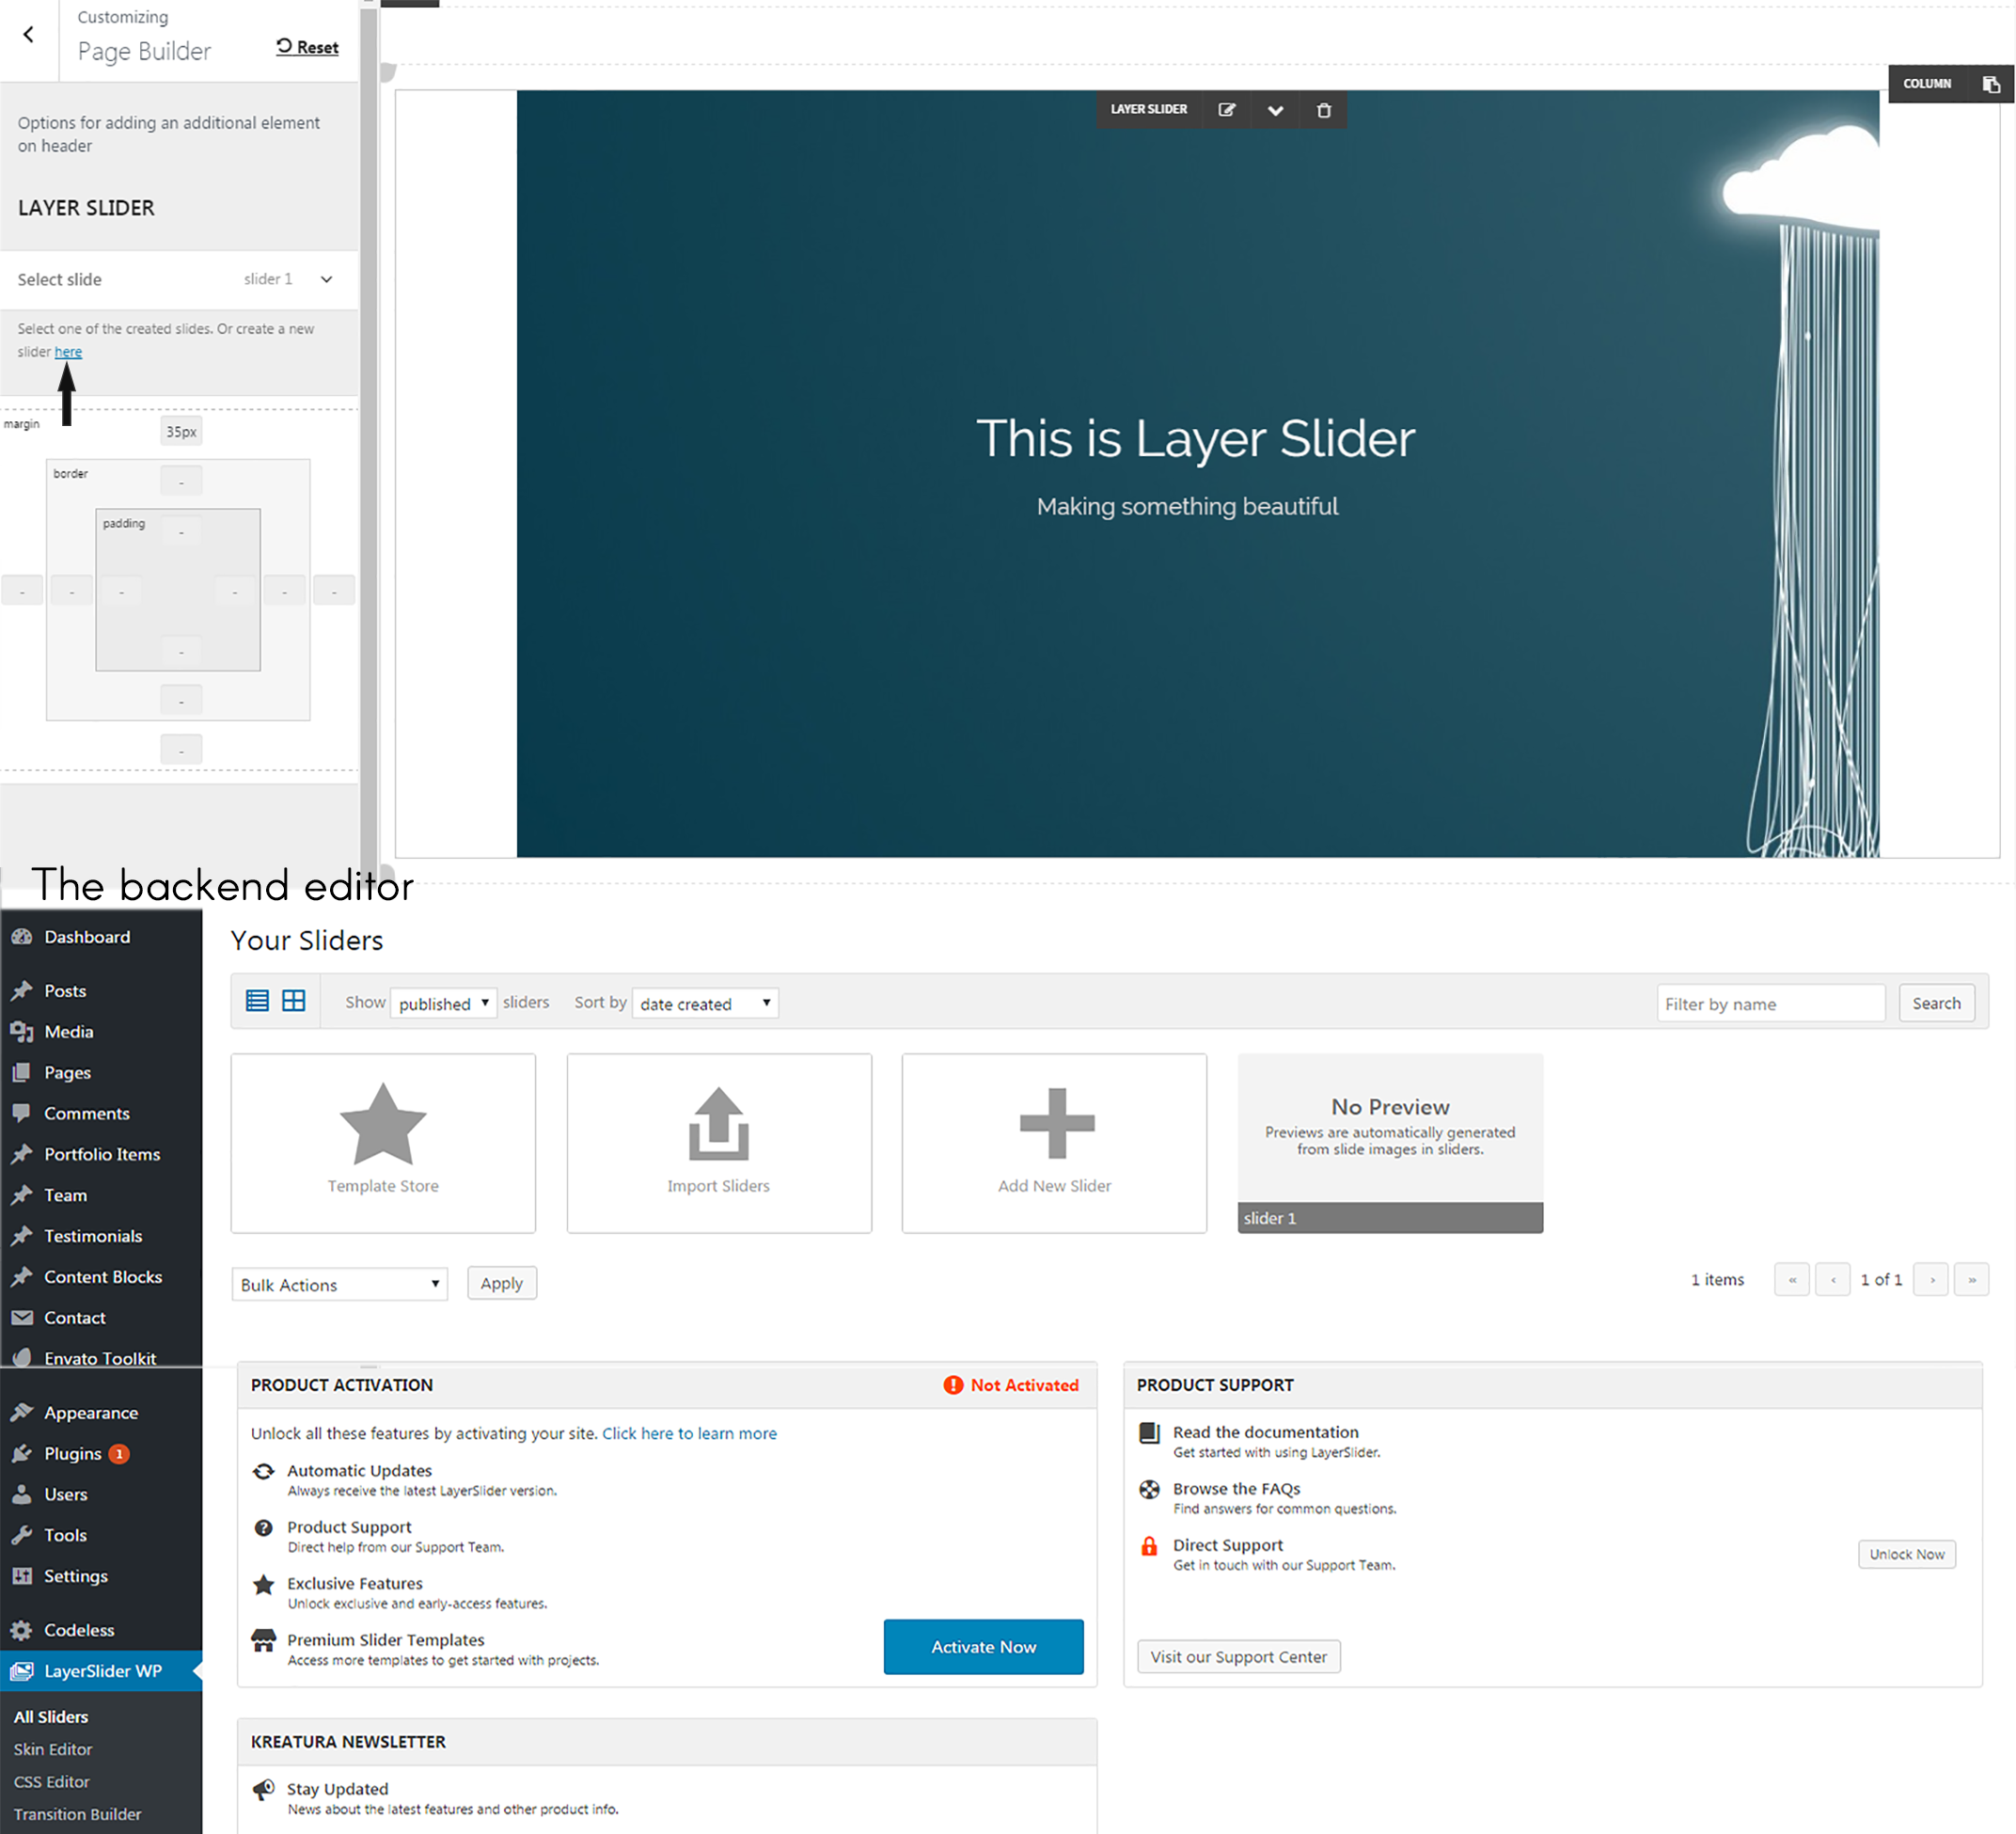 Customizing
Page Builder
Reset
Options for adding an additional element
on header
LAYER SLIDER
Select slide
slider 1
Select one of the created slides. Or create a new
slider here
margin
35px
border
-
padding
-
- - - - - -
-
-
-
COLUMN
LAYER SLIDER
This is Layer Slider
Making something beautiful
The backend editor
Dashboard
Posts
Media
Pages
Comments
Portfolio Items
Team
Testimonials
Content Blocks
Contact
Envato Toolkit
Appearance
Plugins 1
Users
Tools
Settings
Codeless
LayerSlider WP
All Sliders
Skin Editor
CSS Editor
Transition Builder
Your Sliders
Show published sliders Sort by date created
Filter by name
Search
Template Store
Import Sliders
Add New Slider
No Preview
Previews are automatically generated
from slide images in sliders.
slider 1
Bulk Actions
Apply
1 items « ‹ 1 of 1 › »
PRODUCT ACTIVATION
Not Activated
Unlock all these features by activating your site. Click here to learn more
Automatic Updates
Always receive the latest LayerSlider version.
Product Support
Direct help from our Support Team.
Exclusive Features
Unlock exclusive and early-access features.
Premium Slider Templates
Access more templates to get started with projects.
Activate Now
PRODUCT SUPPORT
Read the documentation
Get started with using LayerSlider.
Browse the FAQs
Find answers for common questions.
Direct Support
Get in touch with our Support Team.
Unlock Now
Visit our Support Center
KREATURA NEWSLETTER
Stay Updated
News about the latest features and other product info.